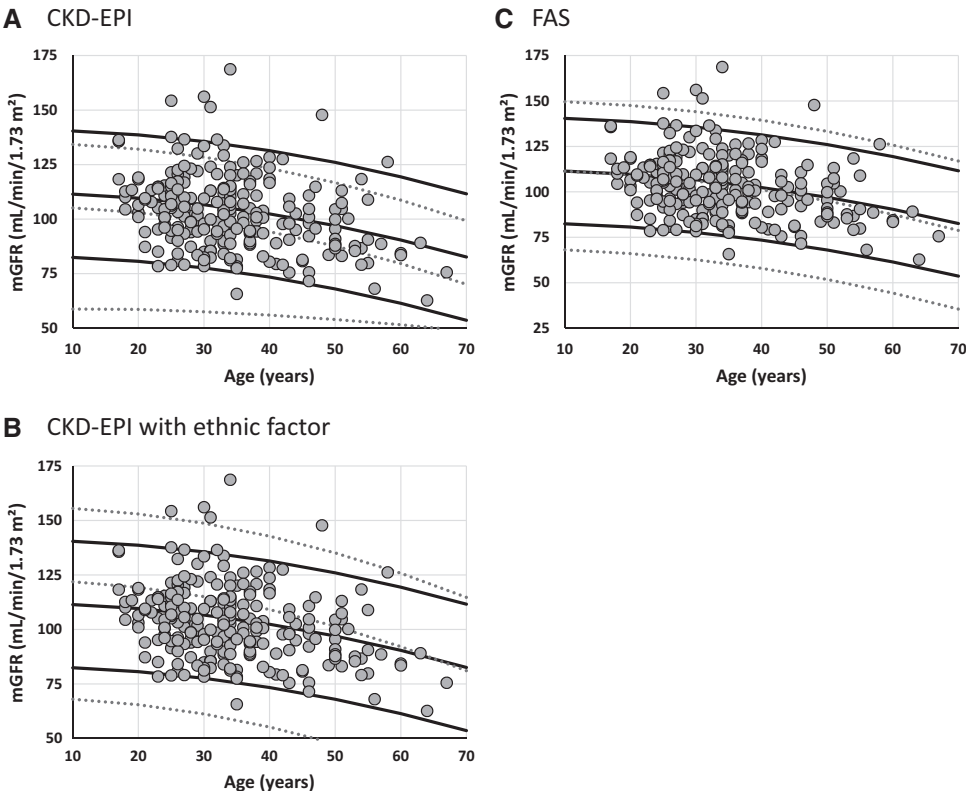 A CKD-EPI
mGFR (mL/min/1.73 m²)
175
150
125
100
75
50
10 20 30 40 50 60 70
Age (years)
C FAS
mGFR (mL/min/1.73 m²)
175
150
125
100
75
50
25
10 20 30 40 50 60 70
Age (years)
B CKD-EPI with ethnic factor
mGFR (mL/min/1.73 m²)
175
150
125
100
75
50
10 20 30 40 50 60 70
Age (years)